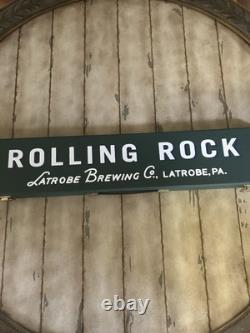 ROLLING ROCK
Latrobe Brewing Co., LATROBE, PA.